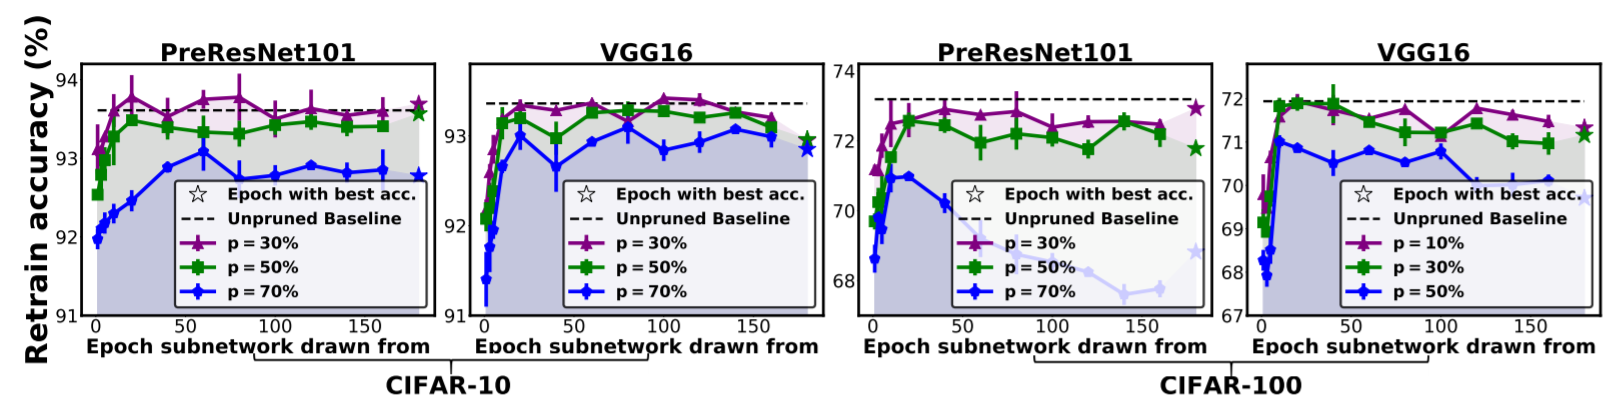 Retrain accuracy (%)
PreResNet101
94
93
92
91
0 50 100 150
Epoch with best acc.
Unpruned Baseline
p = 30%
p = 50%
p = 70%
Epoch subnetwork drawn from
VGG16
93
92
91
0 50 100 150
Epoch with best acc.
Unpruned Baseline
p = 30%
p = 50%
p = 70%
Epoch subnetwork drawn from
CIFAR-10
PreResNet101
74
72
70
68
0 50 100 150
Epoch with best acc.
Unpruned Baseline
p = 30%
p = 50%
p = 70%
Epoch subnetwork drawn from
VGG16
72
71
70
69
68
67
0 50 100 150
Epoch with best acc.
Unpruned Baseline
p = 10%
p = 30%
p = 50%
Epoch subnetwork drawn from
CIFAR-100